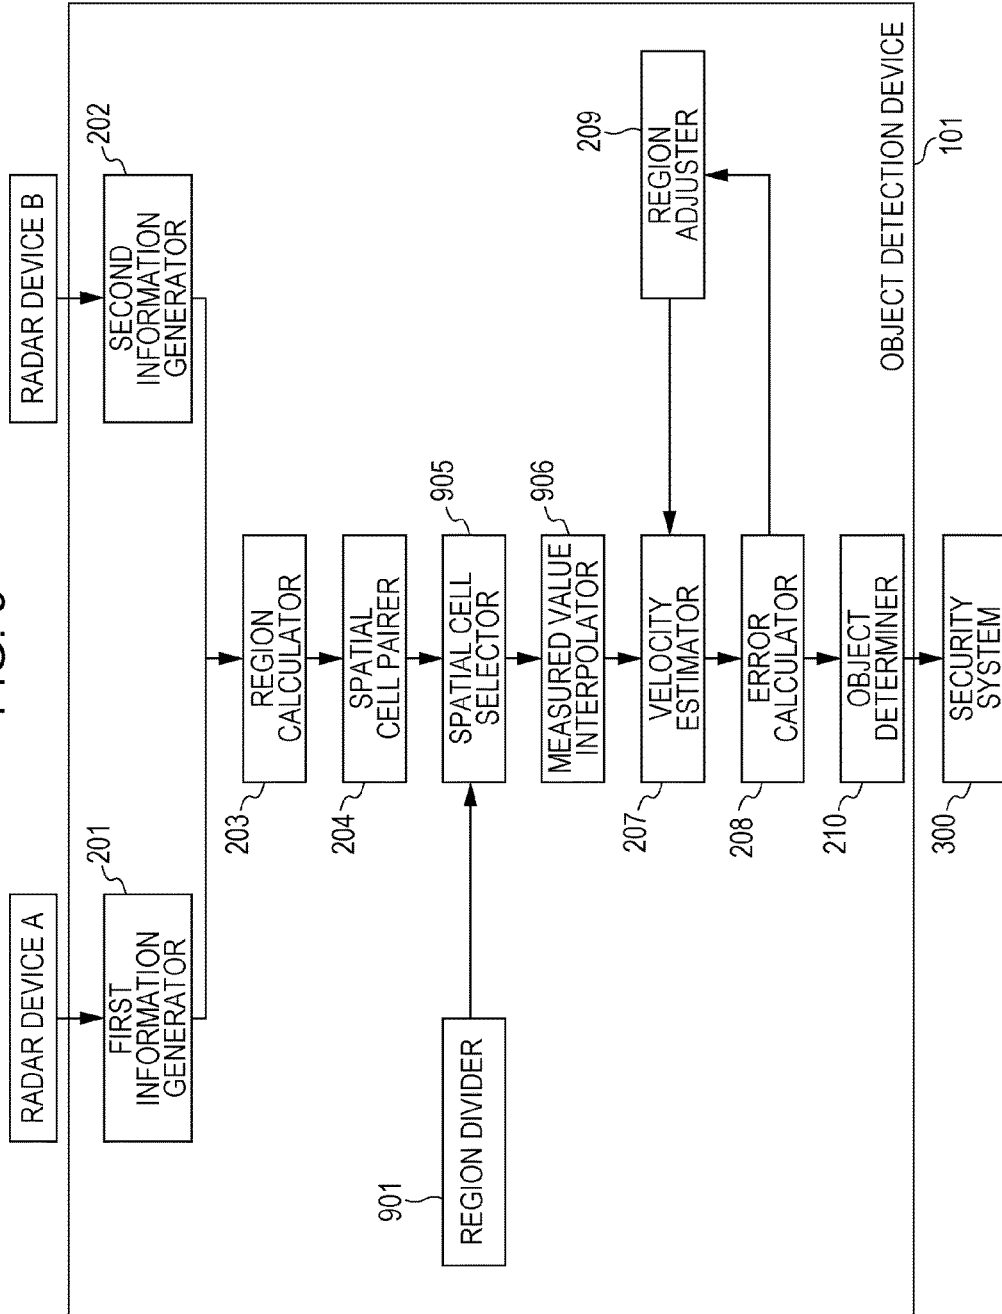 RADAR DEVICE A
RADAR DEVICE B
201
FIRST
INFORMATION
GENERATOR
202
SECOND
INFORMATION
GENERATOR
203
REGION
CALCULATOR
204
SPATIAL
CELL PAIRER
901
REGION DIVIDER
905
SPATIAL CELL
SELECTOR
906
MEASURED VALUE
INTERPOLATOR
207
VELOCITY
ESTIMATOR
209
REGION
ADJUSTER
208
ERROR
CALCULATOR
210
OBJECT
DETERMINER
OBJECT DETECTION DEVICE
101
300
SECURITY
SYSTEM